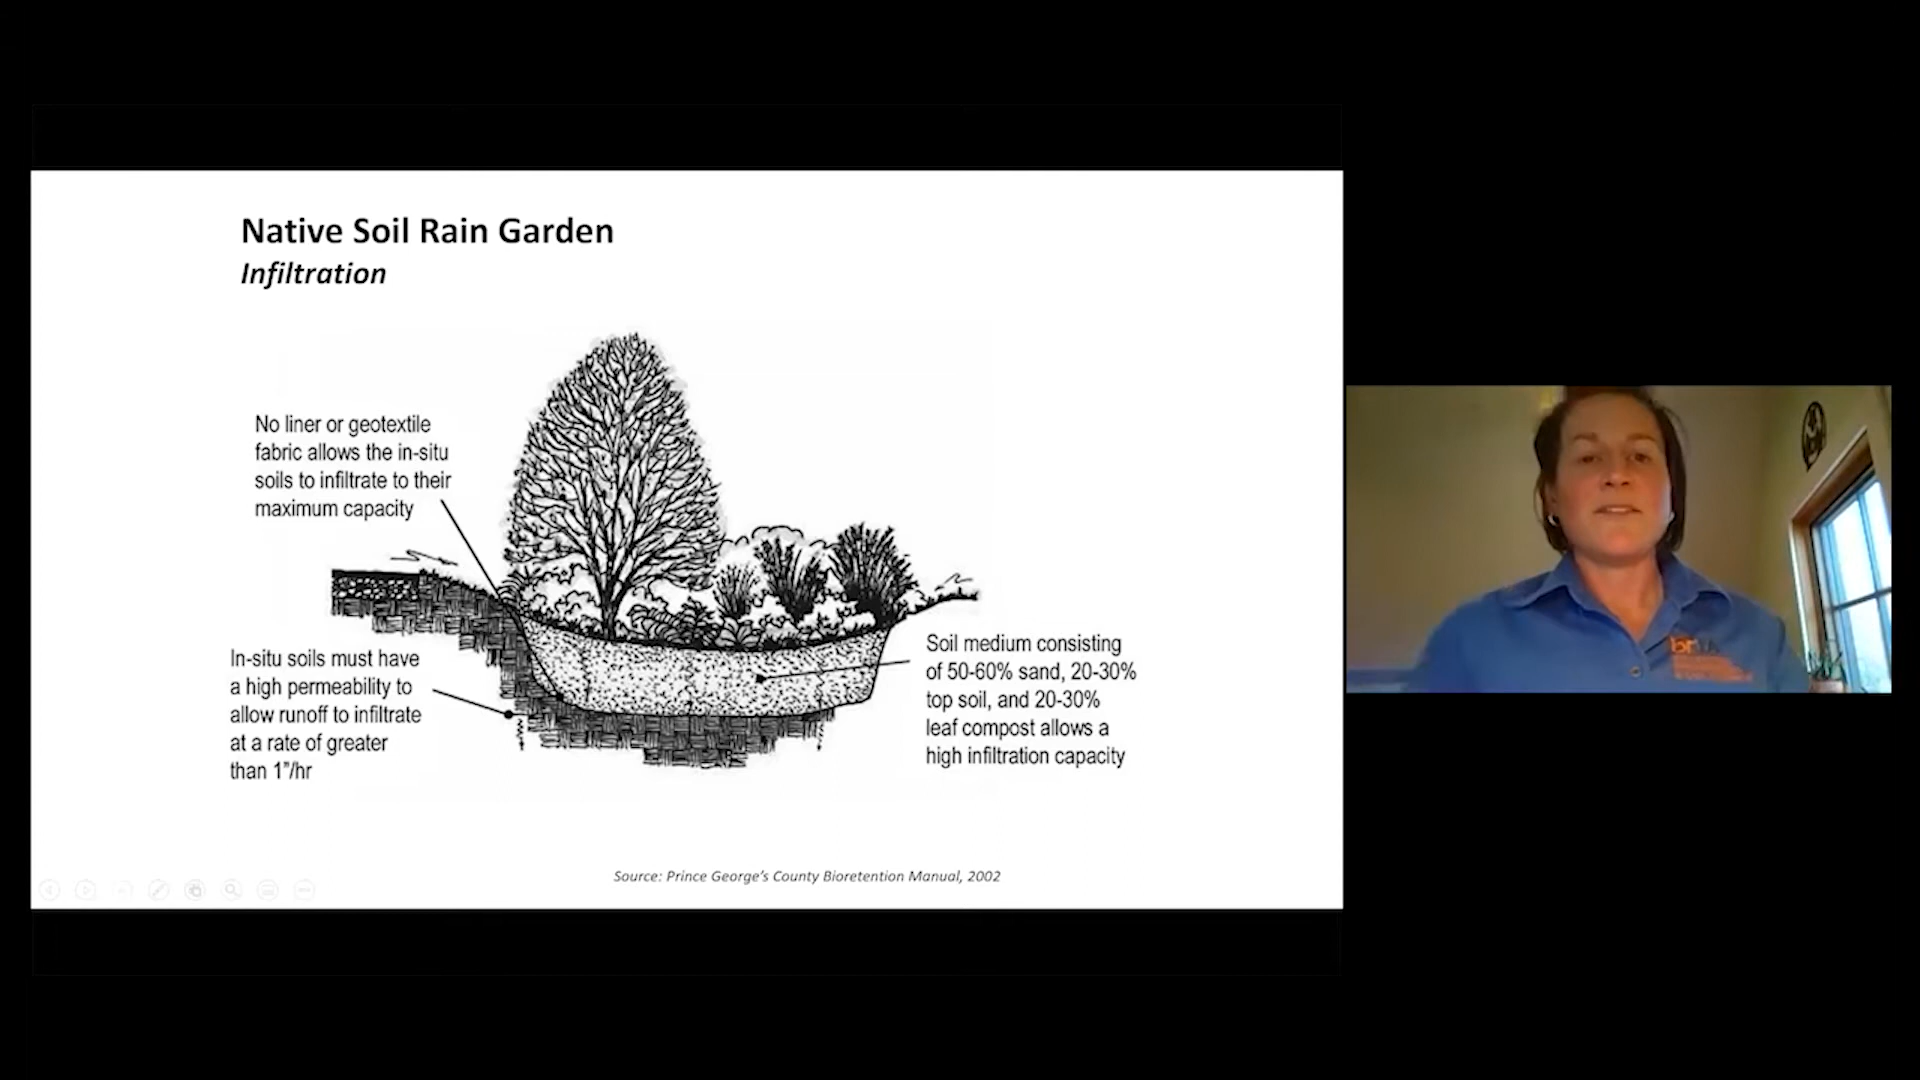 Native Soil Rain Garden
Infiltration
No liner or geotextile
fabric allows the in-situ
soils to infiltrate to their
maximum capacity
In-situ soils must have
a high permeability to
allow runoff to infiltrate
at a rate of greater
than 1"/hr
Soil medium consisting
of 50-60% sand, 20-30%
top soil, and 20-30%
leaf compost allows a
high infiltration capacity
Source: Prince George's County Bioretention Manual, 2002